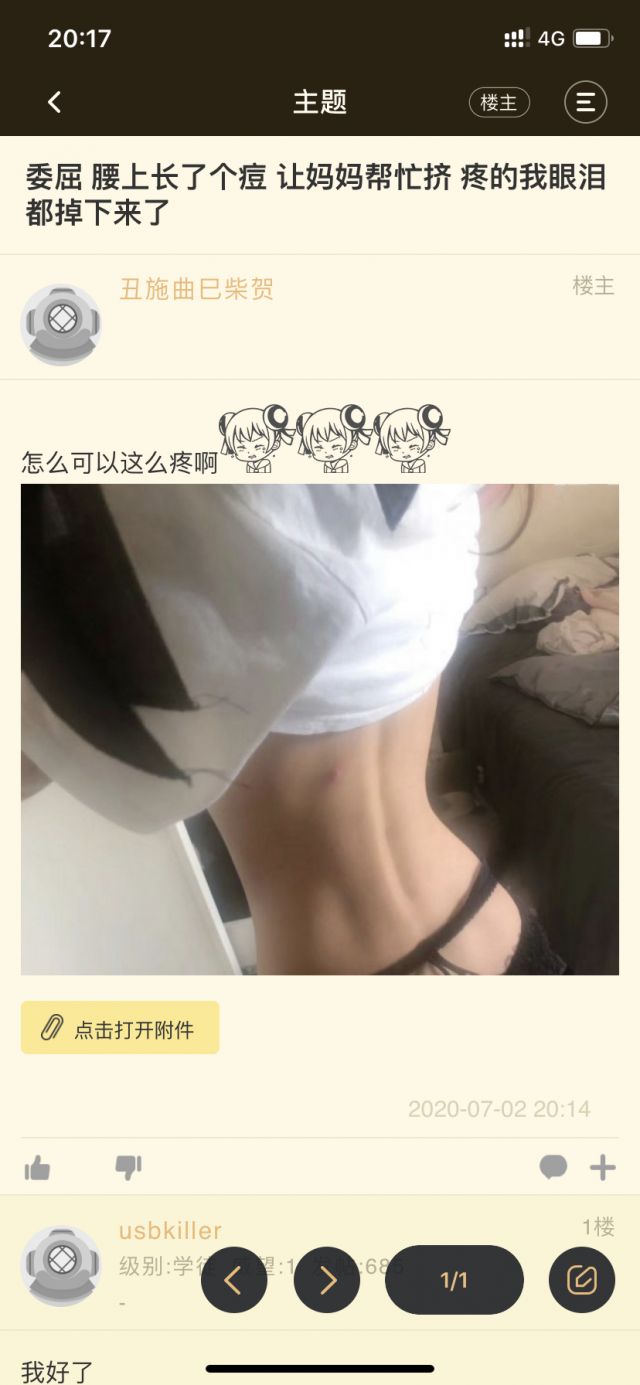 20:17
4G
主题
楼主
委屈 腰上长了个痘 让妈妈帮忙挤 疼的我眼泪
都掉下来了
丑施曲巳柴贺
楼主
怎么可以这么疼啊
点击打开附件
2020-07-02 20:14
usbkiller
1楼
级别:学徒
望:1
:685
-
1/1
我好了